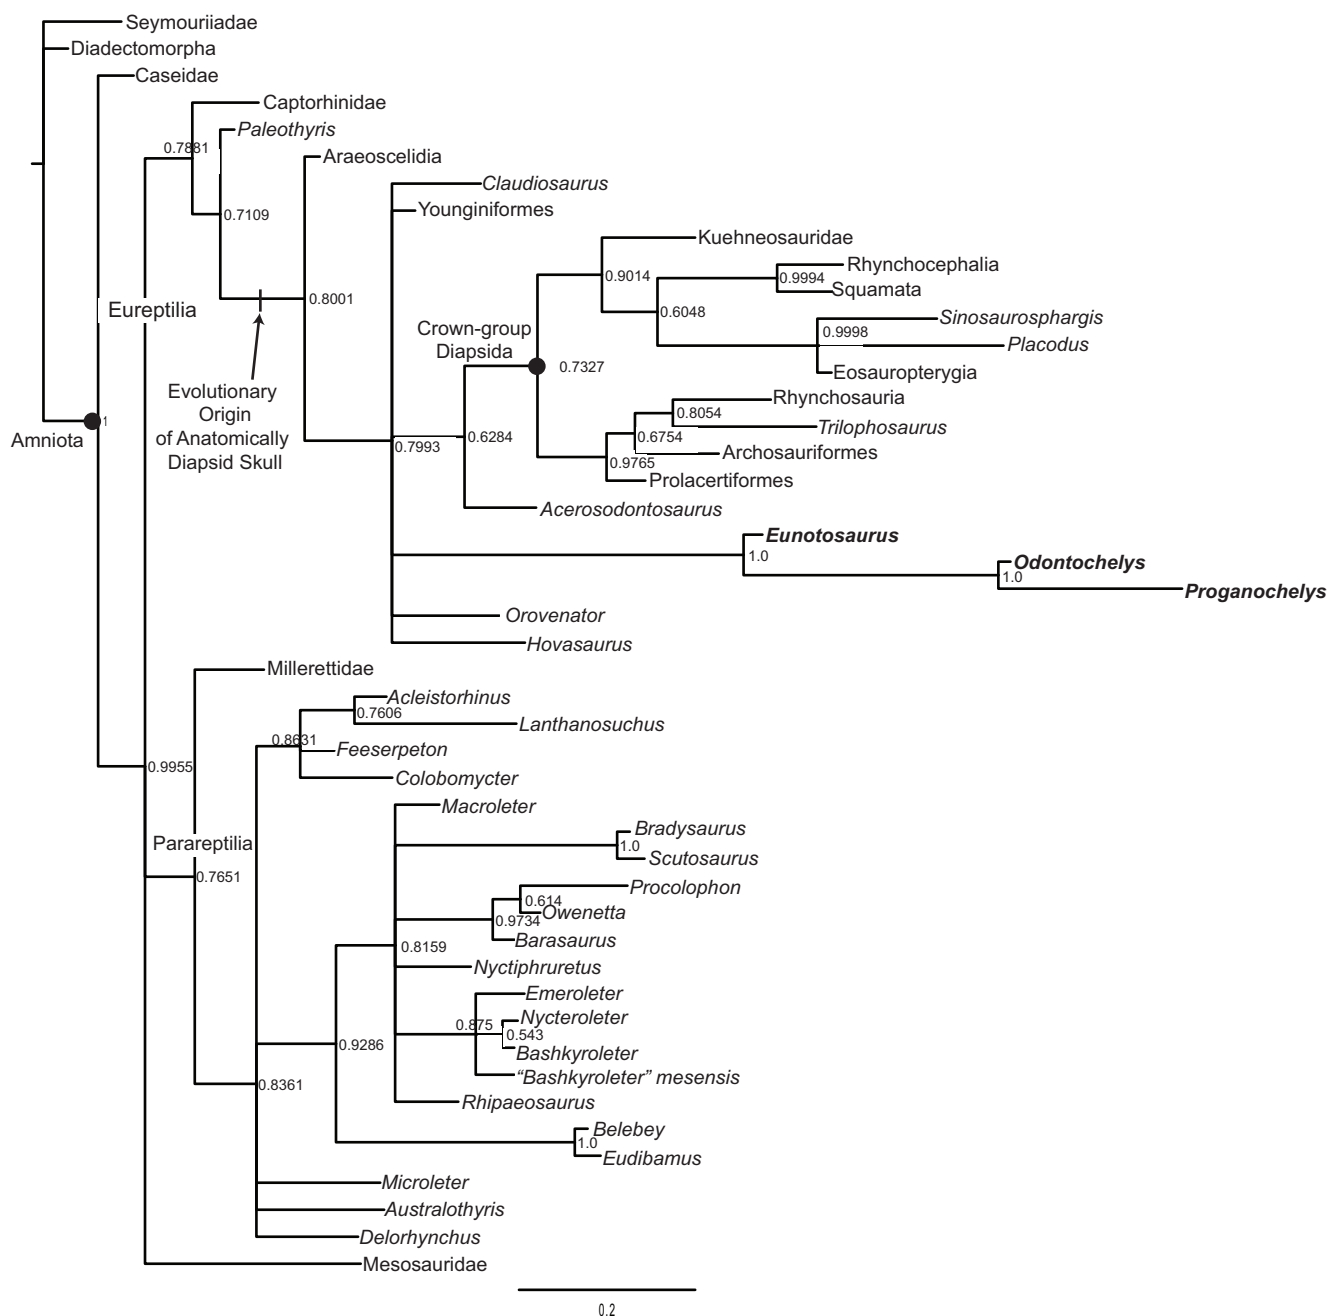 Seymouriiadae
Diadectomorpha
Caseidae
Captorhinidae
Paleothyris
0.7881
Araeoscelidia
Claudiosaurus
Younginiformes
0.7109
Kuehneosauridae
Rhynchocephalia
0.9014
0.9994
Squamata
0.8001
Eureptilia
0.6048
Sinosaurosphargis
0.9998
Crown-group
Diapsida
Placodus
0.7327
Eosauropterygia
Evolutionary
Origin
of Anatomically
Diapsid Skull
Rhynchosauria
0.8054
Trilophosaurus
Amniota
1
0.7993
0.6284
0.6754
Archosauriformes
0.9765
Prolacertiformes
Acerosodontosaurus
Eunotosaurus
1.0
Odontochelys
1.0
Proganochelys
Orovenator
Hovasaurus
Millerettidae
Acleistorhinus
0.7606
Lanthanosuchus
0.8631
Feeserpeton
0.9955
Colobomycter
Macroleter
Bradysaurus
Parareptilia
1.0
Scutosaurus
0.7651
Procolophon
0.614
Owenetta
0.9734
Barasaurus
0.8159
Nyctiphruretus
Emeroleter
0.875
Nycteroleter
0.543
0.9286
Bashkyroleter
“Bashkyroleter” mesensis
0.8361
Rhipaeosaurus
Belebey
1.0
Eudibamus
Microleter
Australothyris
Delorhynchus
Mesosauridae
0.2